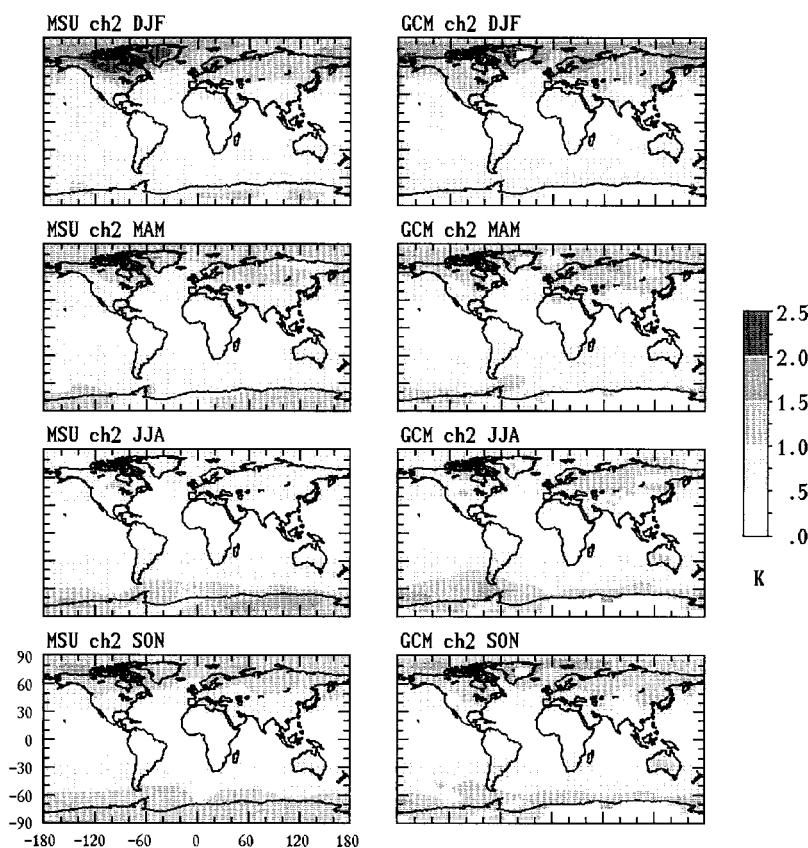 MSU ch2 DJF
GCM ch2 DJF
MSU ch2 MAM
GCM ch2 MAM
MSU ch2 JJA
GCM ch2 JJA
MSU ch2 SON
GCM ch2 SON
90
60
30
0
-30
-60
-90
-180 -120 -60 0 60 120 180
2.5
2.0
1.5
1.0
.5
.0
K